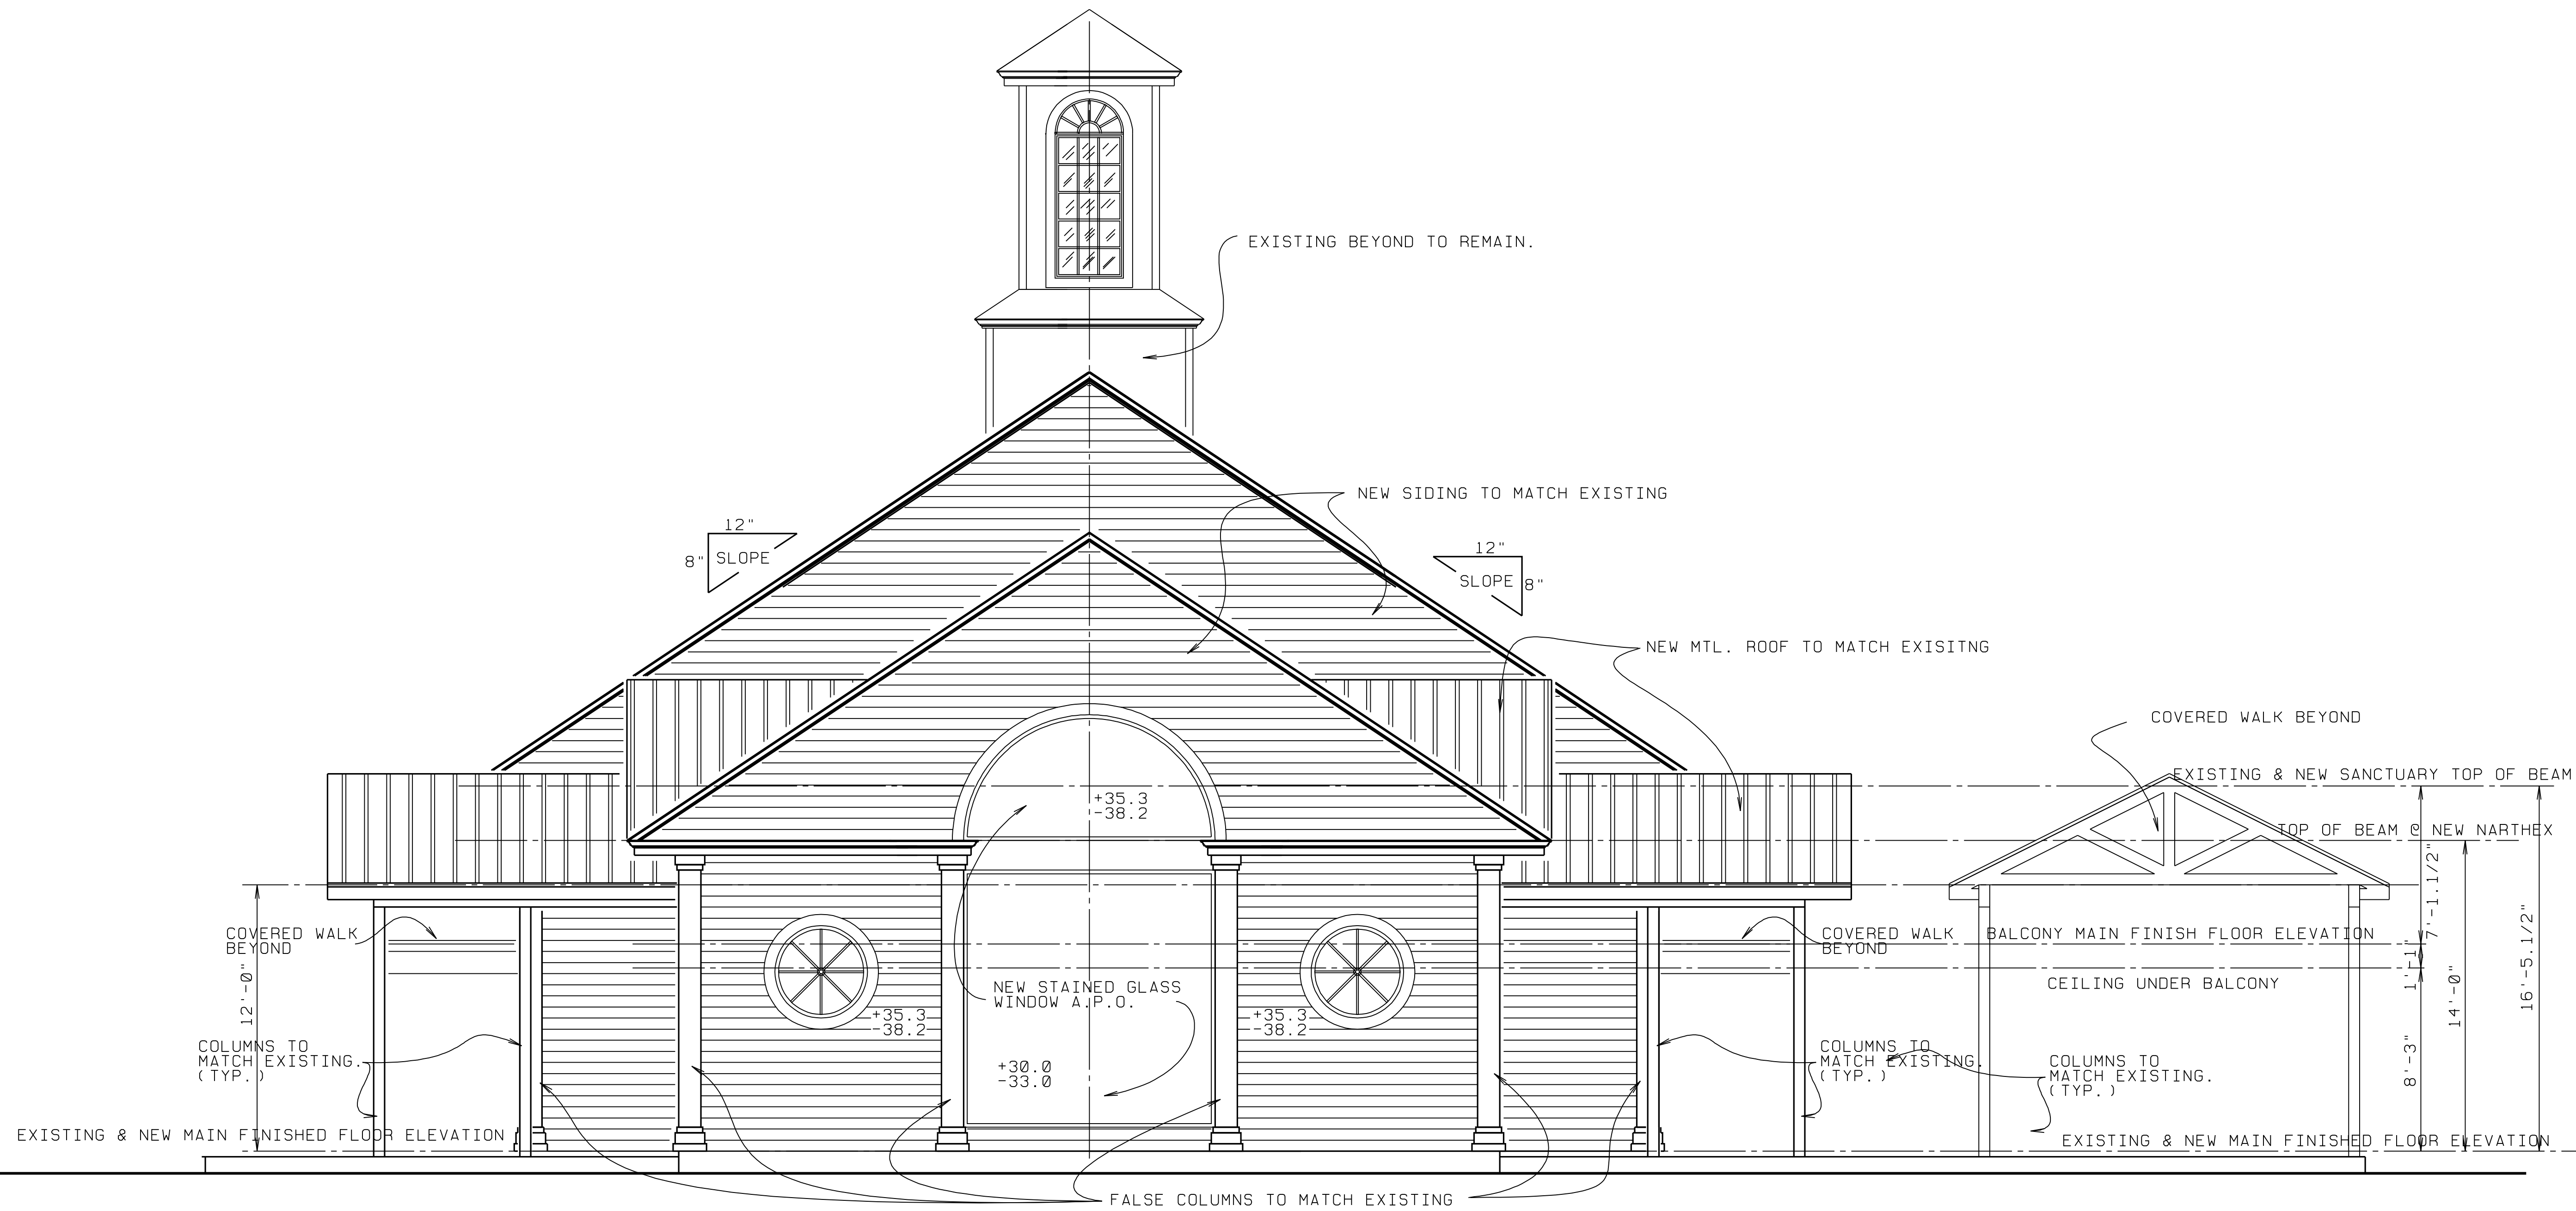 EXISTING BEYOND TO REMAIN.
NEW SIDING TO MATCH EXISTING
12"
8"
SLOPE
12"
SLOPE
8"
NEW MTL. ROOF TO MATCH EXISITNG
COVERED WALK BEYOND
EXISTING & NEW SANCTUARY TOP OF BEAM
+35.3
-38.2
TOP OF BEAM @ NEW NARTHEX
7'-1.1/2"
COVERED WALK
BEYOND
COVERED WALK
BEYOND
BALCONY MAIN FINISH FLOOR ELEVATION
1'-1"
CEILING UNDER BALCONY
12'-0"
NEW STAINED GLASS
WINDOW A.P.O.
14'-0"
16'-5.1/2"
+35.3
-38.2
+35.3
-38.2
COLUMNS TO
MATCH EXISTING.
(TYP.)
+30.0
-33.0
COLUMNS TO
MATCH EXISTING.
(TYP.)
COLUMNS TO
MATCH EXISTING.
(TYP.)
8'-3"
EXISTING & NEW MAIN FINISHED FLOOR ELEVATION
EXISTING & NEW MAIN FINISHED FLOOR ELEVATION
FALSE COLUMNS TO MATCH EXISTING